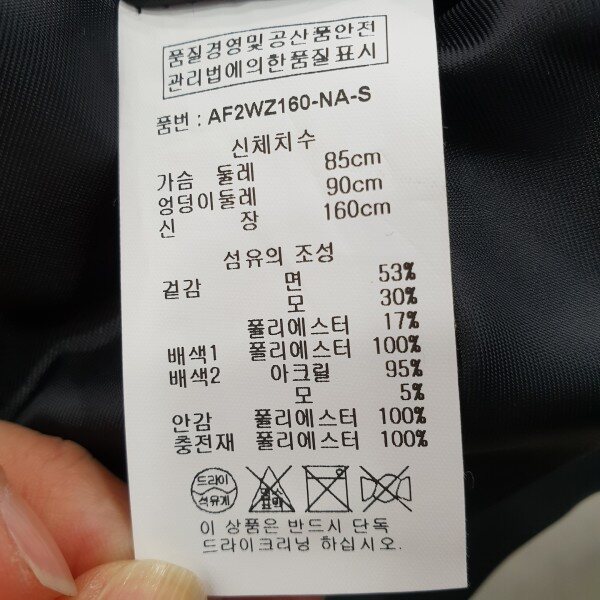 품질경영및공산품안전
관리법에의한품질표시
품번 : AF2WZ160-NA-S
신체치수
가슴 둘레 85cm
엉덩이둘레 90cm
신 장 160cm
섬유의 조성
겉감 면 53%
모 30%
폴리에스터 17%
배색1 폴리에스터 100%
배색2 아크릴 95%
모 5%
안감 폴리에스터 100%
충전재 폴리에스터 100%
드라이
석유계
염소
표백
이 상품은 반드시 단독
드라이크리닝 하십시오.